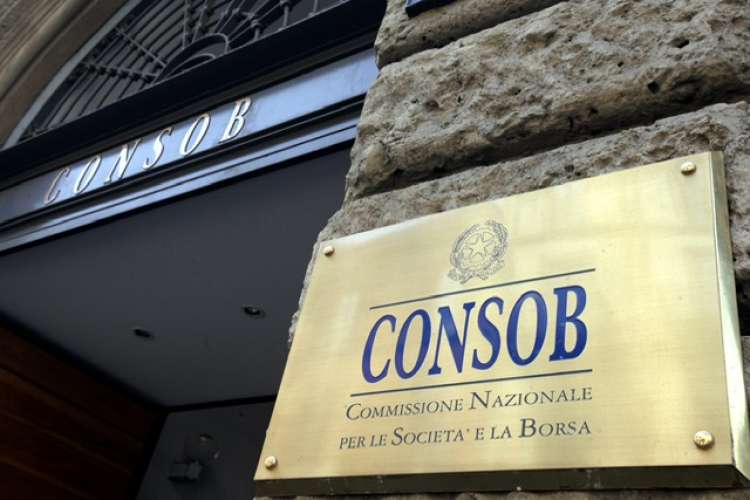 CONSOB
CONSOB
COMMISSIONE NAZIONALE
PER LE SOCIETA' E LA BORSA